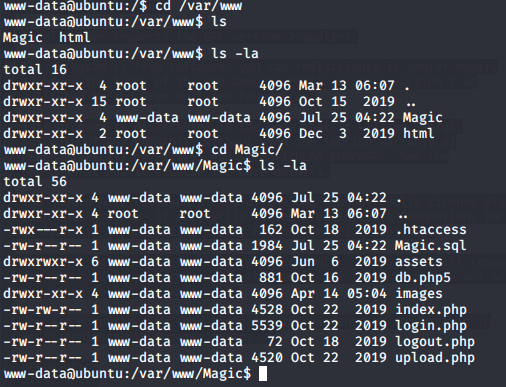 www-data@ubuntu:/$ cd /var/www
www-data@ubuntu:/var/www$ ls
Magic  html
www-data@ubuntu:/var/www$ ls -la
total 16
drwxr-xr-x  4 root     root     4096 Mar 13 06:07 .
drwxr-xr-x 15 root     root     4096 Oct 15  2019 ..
drwxr-xr-x  4 www-data www-data 4096 Jul 25 04:22 Magic
drwxr-xr-x  2 root     root     4096 Dec  3  2019 html
www-data@ubuntu:/var/www$ cd Magic/
www-data@ubuntu:/var/www/Magic$ ls -la
total 56
drwxr-xr-x 4 www-data www-data 4096 Jul 25 04:22 .
drwxr-xr-x 4 root     root     4096 Mar 13 06:07 ..
-rwx---r-x 1 www-data www-data  162 Oct 18  2019 .htaccess
-rw-r--r-- 1 www-data www-data 1984 Jul 25 04:22 Magic.sql
drwxrwxr-x 6 www-data www-data 4096 Jun  6  2019 assets
-rw-r--r-- 1 www-data www-data  881 Oct 16  2019 db.php5
drwxr-xr-x 4 www-data www-data 4096 Apr 14 05:04 images
-rw-rw-r-- 1 www-data www-data 4528 Oct 22  2019 index.php
-rw-r--r-- 1 www-data www-data 5539 Oct 22  2019 login.php
-rw-r--r-- 1 www-data www-data   72 Oct 18  2019 logout.php
-rw-r--r-- 1 www-data www-data 4520 Oct 22  2019 upload.php
www-data@ubuntu:/var/www/Magic$